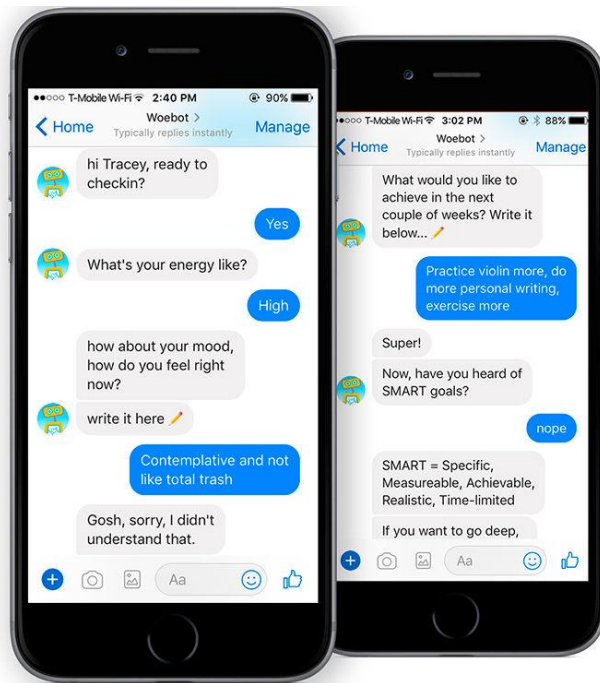 T-Mobile Wi-Fi 2:40 PM 90%
Home
Woebot >
Typically replies instantly
Manage
hi Tracey, ready to
checkin?
Yes
What's your energy like?
High
how about your mood,
how do you feel right
now?
write it here
Contemplative and not
like total trash
Gosh, sorry, I didn't
understand that.
Aa
T-Mobile Wi-Fi 3:02 PM 88%
Home
Woebot >
Typically replies instantly
Manage
What would you like to
achieve in the next
couple of weeks? Write it
below...
Practice violin more, do
more personal writing,
exercise more
Super!
Now, have you heard of
SMART goals?
nope
SMART = Specific,
Measureable, Achievable,
Realistic, Time-limited
If you want to go deep,
Aa